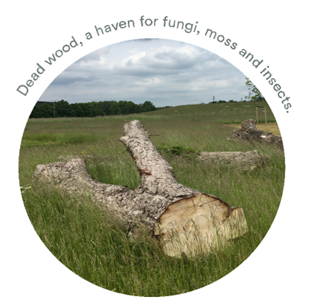 Dead wood, a haven for fungi, moss and insects.